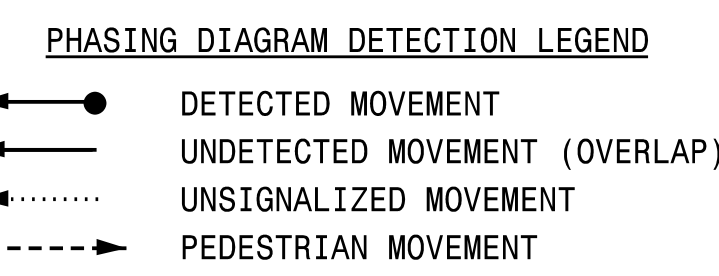 PHASING DIAGRAM DETECTION LEGEND
DETECTED MOVEMENT
UNDETECTED MOVEMENT (OVERLAP)
UNSIGNALIZED MOVEMENT
PEDESTRIAN MOVEMENT